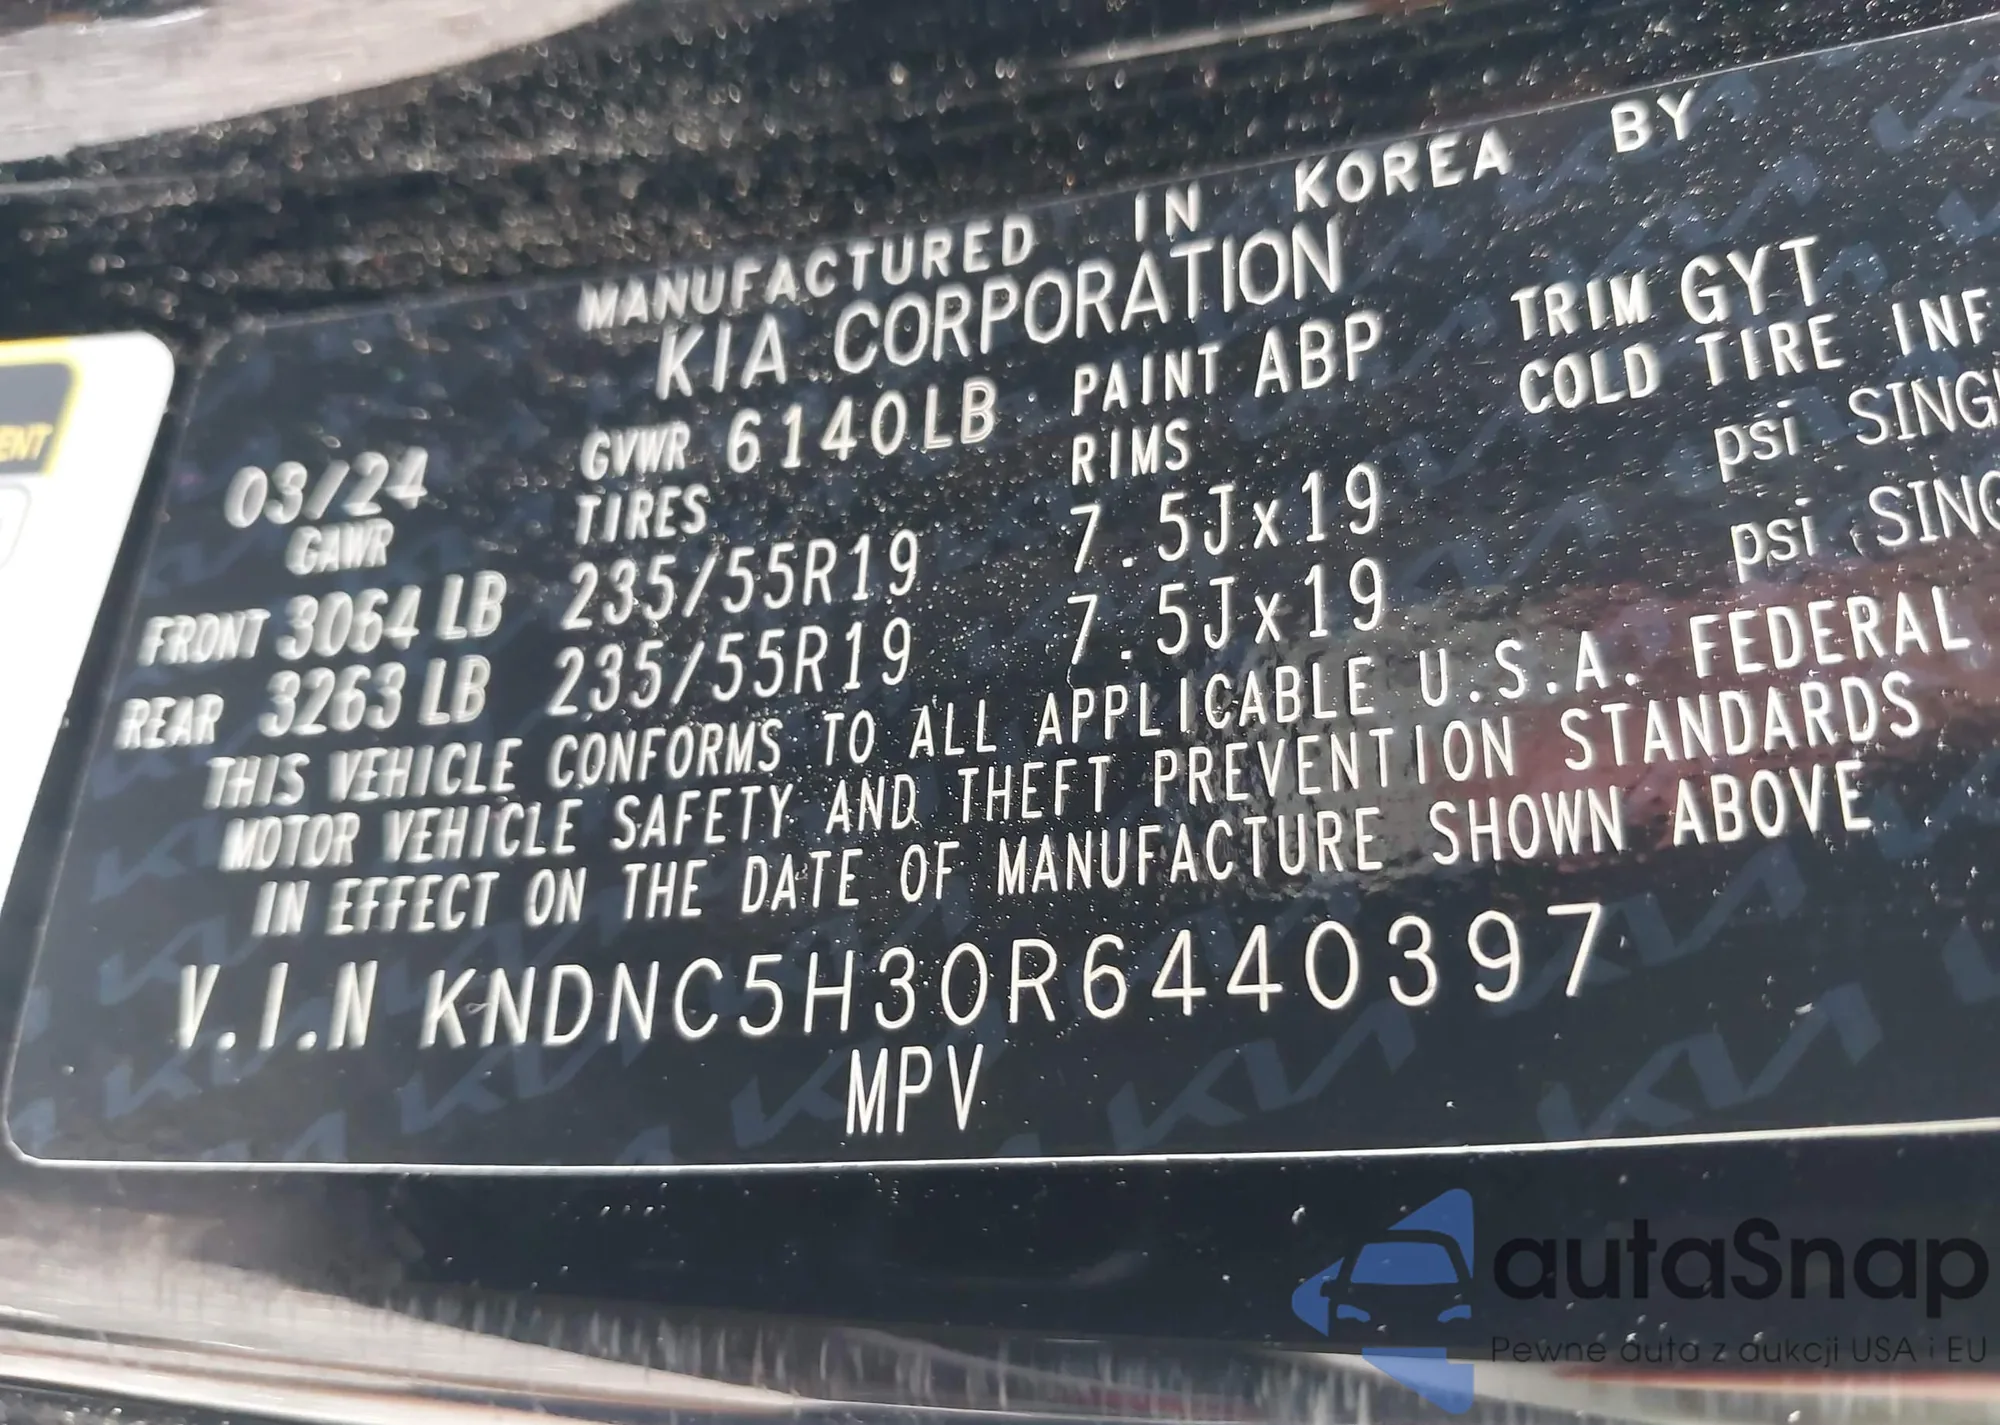 MANUFACTURED IN KOREA BY
KIA CORPORATION
03/24 GVWR 6140LB PAINT ABP TRIM GYT
GAWR TIRES RIMS COLD TIRE INF
FRONT 3064 LB 235/55R19 7.5Jx19 psi SINGL
REAR 3263 LB 235/55R19 7.5Jx19 psi SING
THIS VEHICLE CONFORMS TO ALL APPLICABLE U.S.A. FEDERAL
MOTOR VEHICLE SAFETY AND THEFT PREVENTION STANDARDS
IN EFFECT ON THE DATE OF MANUFACTURE SHOWN ABOVE
V.I.N KNDNC5H30R6440397
MPV
ENT
autaSnap
Pewne auta z aukcji USA i EU